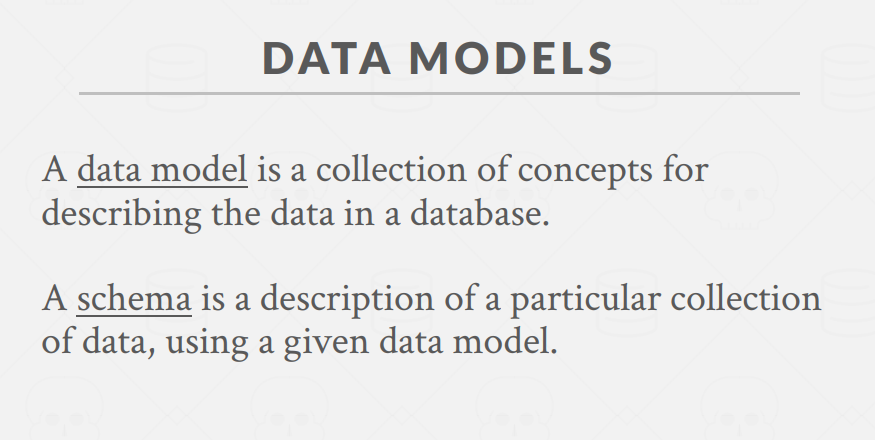 DATA MODELS
A data model is a collection of concepts for
describing the data in a database.
A schema is a description of a particular collection
of data, using a given data model.